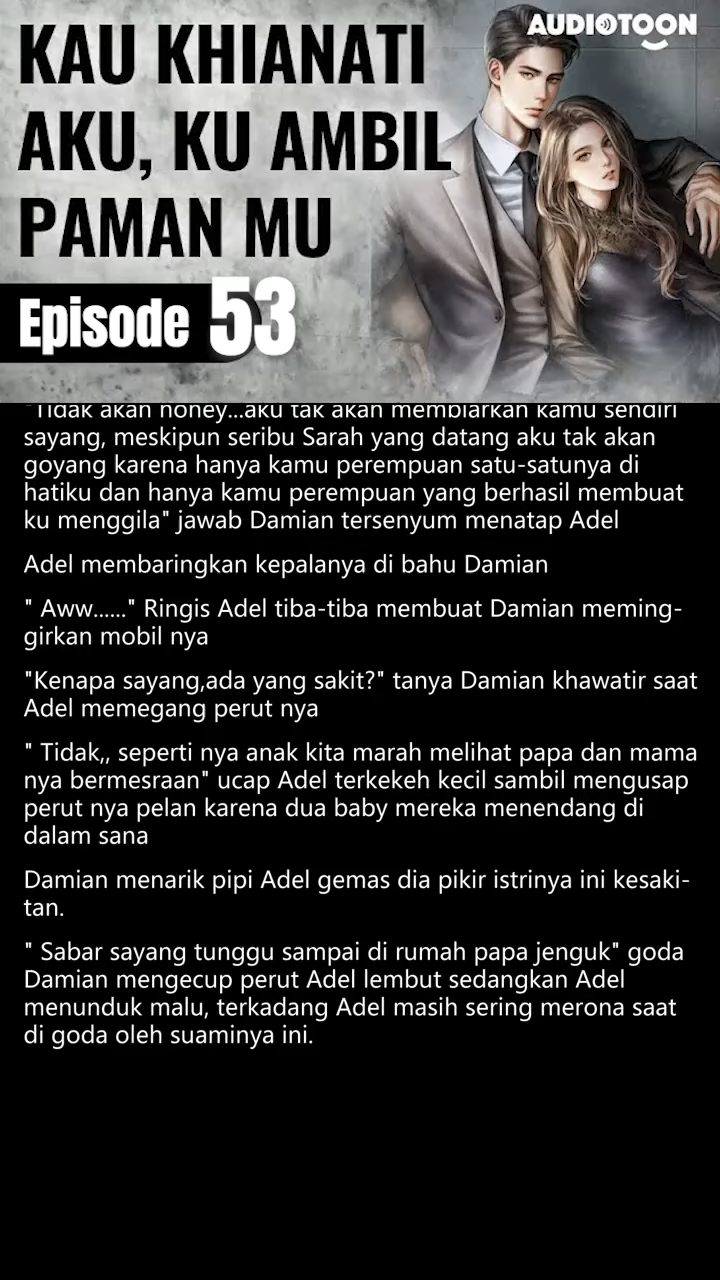 AUDIOTOON
KAU KHIANATI
AKU, KU AMBIL
PAMAN MU
Episode 53
"Tidak akan honey...aku tak akan membiarkan kamu sendiri
sayang, meskipun seribu Sarah yang datang aku tak akan
goyang karena hanya kamu perempuan satu-satunya di
hatiku dan hanya kamu perempuan yang berhasil membuat
ku menggila" jawab Damian tersenyum menatap Adel
Adel membaringkan kepalanya di bahu Damian
" Aww......" Ringis Adel tiba-tiba membuat Damian meming-
girkan mobil nya
"Kenapa sayang,ada yang sakit?" tanya Damian khawatir saat
Adel memegang perut nya
" Tidak,, seperti nya anak kita marah melihat papa dan mama
nya bermesraan" ucap Adel terkekeh kecil sambil mengusap
perut nya pelan karena dua baby mereka menendang di
dalam sana
Damian menarik pipi Adel gemas dia pikir istrinya ini kesaki-
tan.
" Sabar sayang tunggu sampai di rumah papa jenguk" goda
Damian mengecup perut Adel lembut sedangkan Adel
menunduk malu, terkadang Adel masih sering merona saat
di goda oleh suaminya ini.